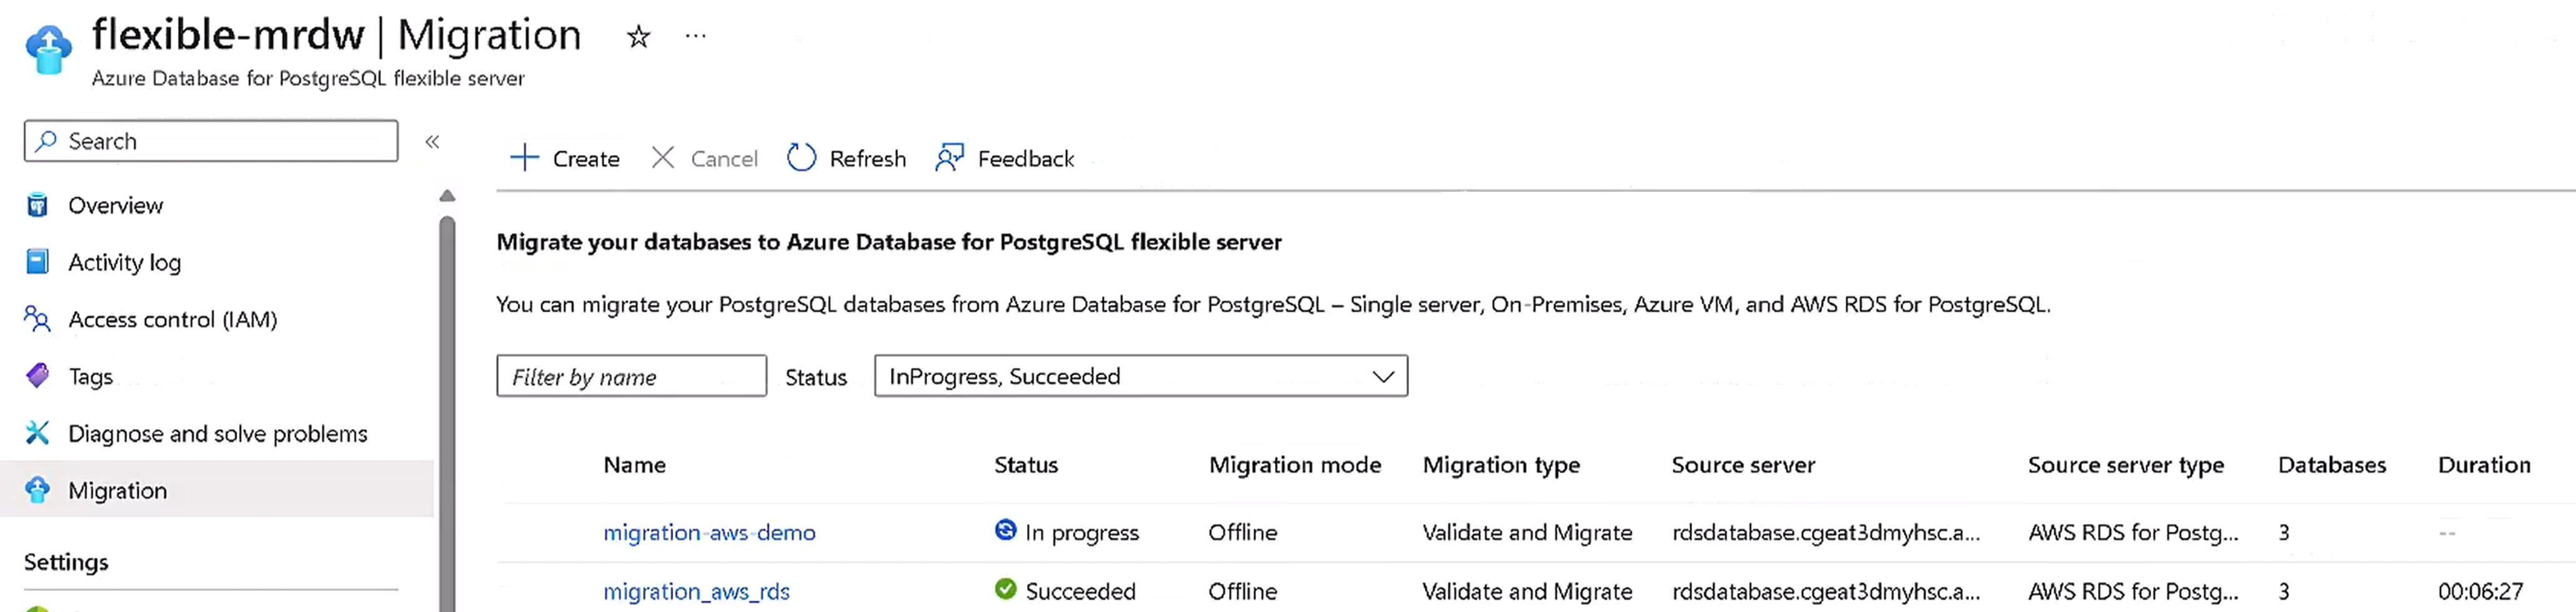 flexible-mrdw | Migration
Azure Database for PostgreSQL flexible server
Search
Overview
Activity log
Access control (IAM)
Tags
Diagnose and solve problems
Migration
Settings
Create Cancel Refresh Feedback
Migrate your databases to Azure Database for PostgreSQL flexible server
You can migrate your PostgreSQL databases from Azure Database for PostgreSQL – Single server, On-Premises, Azure VM, and AWS RDS for PostgreSQL.
Filter by name Status InProgress, Succeeded
Name Status Migration mode Migration type Source server Source server type Databases Duration
migration-aws-demo In progress Offline Validate and Migrate rdsdatabase.cgeat3dmyhsc.a... AWS RDS for Postg... 3 --
migration_aws_rds Succeeded Offline Validate and Migrate rdsdatabase.cgeat3dmyhsc.a... AWS RDS for Postg... 3 00:06:27